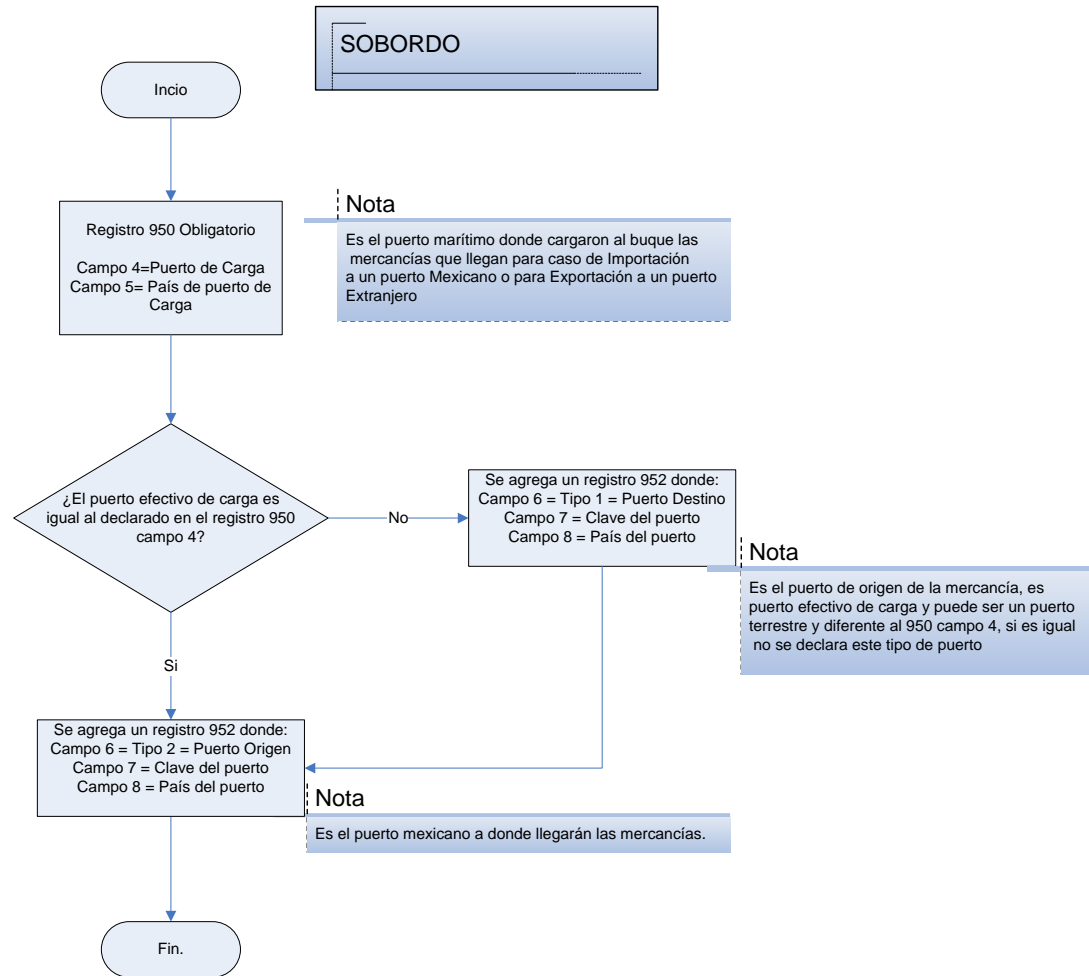 SOBORDO
Incio
Registro 950 Obligatorio
Campo 4=Puerto de Carga
Campo 5= País de puerto de
Carga
Nota
Es el puerto marítimo donde cargaron al buque las
mercancías que llegan para caso de Importación
a un puerto Mexicano o para Exportación a un puerto
Extranjero
¿El puerto efectivo de carga es
igual al declarado en el registro 950
campo 4?
No
Se agrega un registro 952 donde:
Campo 6 = Tipo 1 = Puerto Destino
Campo 7 = Clave del puerto
Campo 8 = País del puerto
Nota
Es el puerto de origen de la mercancía, es
puerto efectivo de carga y puede ser un puerto
terrestre y diferente al 950 campo 4, si es igual
no se declara este tipo de puerto
Si
Se agrega un registro 952 donde:
Campo 6 = Tipo 2 = Puerto Origen
Campo 7 = Clave del puerto
Campo 8 = País del puerto
Nota
Es el puerto mexicano a donde llegarán las mercancías.
Fin.